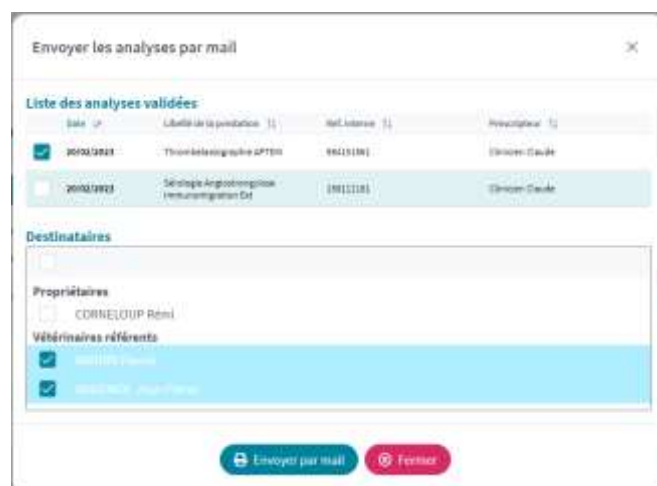 Envoyer les analyses par mail
Liste des analyses validées
Date Libellé de la prestation Réf. interne Prescripteur
20/02/2023 Clinicien Claude
20/02/2023 Sérologie Angiostrongylose Clinicien Claude
Destinataires
Propriétaires
CORNELOUP Rémi
Vétérinaires référents
Envoyer par mail Fermer